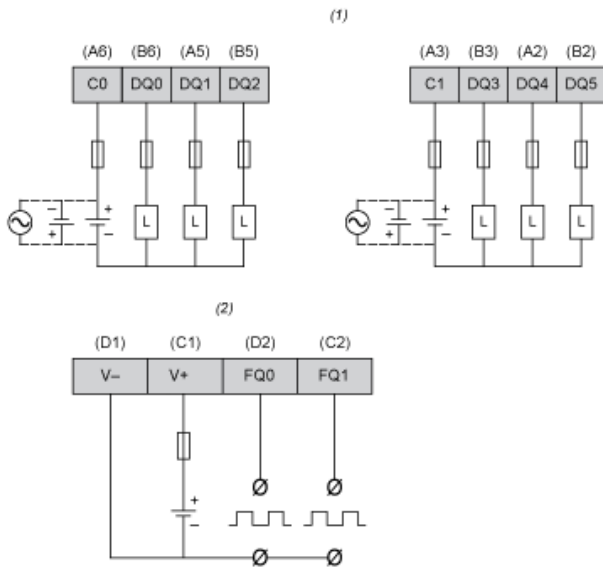 (1)
(A6) (B6) (A5) (B5)
C0 DQ0 DQ1 DQ2
(A3) (B3) (A2) (B2)
C1 DQ3 DQ4 DQ5
− +
+ −
L L L
− +
+ −
L L L
(2)
(D1) (C1) (D2) (C2)
V− V+ FQ0 FQ1
+
−